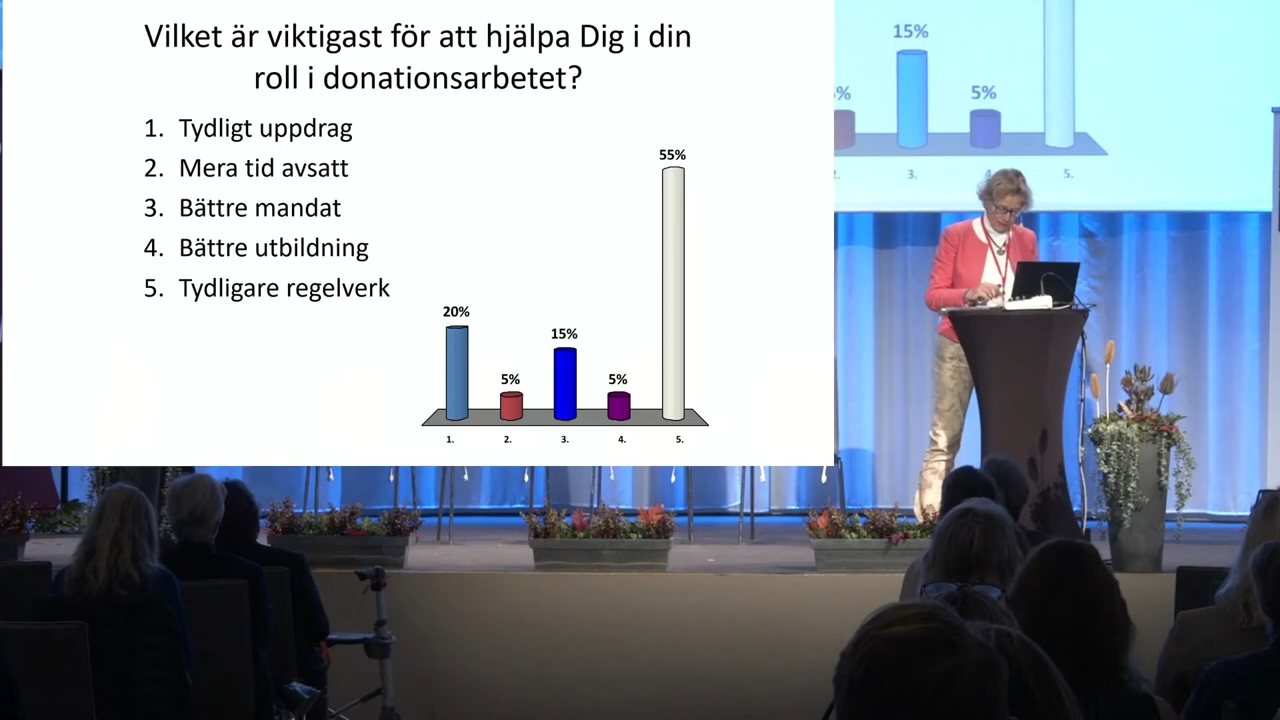 Vilket är viktigast för att hjälpa Dig i din
roll i donationsarbetet?
1. Tydligt uppdrag
2. Mera tid avsatt
3. Bättre mandat
4. Bättre utbildning
5. Tydligare regelverk
20%
5%
15%
5%
55%
1. 2. 3. 4. 5.
15%
5%
%
2. 3. 4. 5.